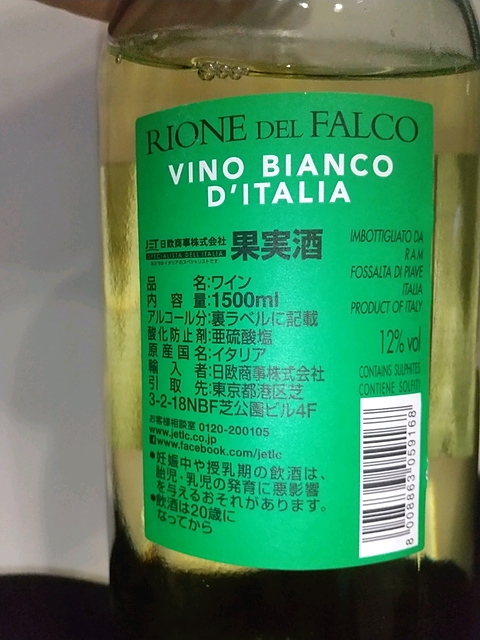 RIONE DEL FALCO
VINO BIANCO
D'ITALIA
JET 日欧商事株式会社
SPECIALISTA DELL'ITALIA
果実酒
品名:ワイン
内容量:1500ml
アルコール分:裏ラベルに記載
酸化防止剤:亜硫酸塩
原産国名:イタリア
輸入者:日欧商事株式会社
引取先:東京都港区芝
3-2-18NBF芝公園ビル4F
お客様相談室 0120-200105
www.jetlc.co.jp
www.facebook.com/jetlc
●妊娠中や授乳期の飲酒は、
胎児・乳児の発育に悪影響
を与えるおそれがあります。
●飲酒は20歳に
なってから
IMBOTTIGLIATO DA
R.A.M
FOSSALTA DI PIAVE
ITALIA
PRODUCT OF ITALY
12% vol
CONTAINS SULPHITES
CONTIENE SOLFITI
8 008863 059168